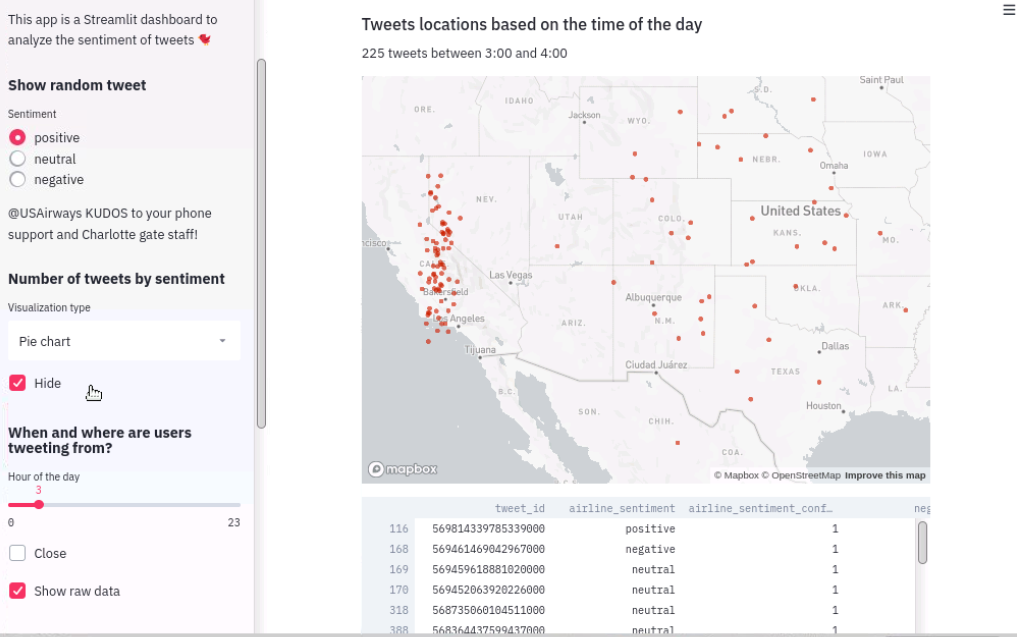 This app is a Streamlit dashboard to
analyze the sentiment of tweets
Show random tweet
Sentiment
positive
neutral
negative
@USAirways KUDOS to your phone
support and Charlotte gate staff!
Number of tweets by sentiment
Visualization type
Pie chart
Hide
When and where are users
tweeting from?
Hour of the day
3
0 23
Close
Show raw data
Tweets locations based on the time of the day
225 tweets between 3:00 and 4:00
Saint Paul
S.D.
ORE.
IDAHO
Jackson
WYO.
NEBR.
IOWA
Omaha
NEV.
UTAH
COLO.
United States
KANS.
MO.
cisco
CAL
Las Vegas
Bakersfield
Los Angeles
Albuquerque
OKLA.
ARIZ.
N.M.
ARK.
Tijuana
Ciudad Juárez
Dallas
TEXAS
LA.
B.C.
SON.
CHIH.
Houston
COA.
mapbox
© Mapbox © OpenStreetMap Improve this map
tweet_id airline_sentiment airline_sentiment_conf… neg
116 569814339785339000 positive 1
168 569461469042967000 negative 1
169 569459618881020000 neutral 1
170 569452063920226000 neutral 1
318 568735060104511000 neutral 1
388 568364437599437000 neutral 1